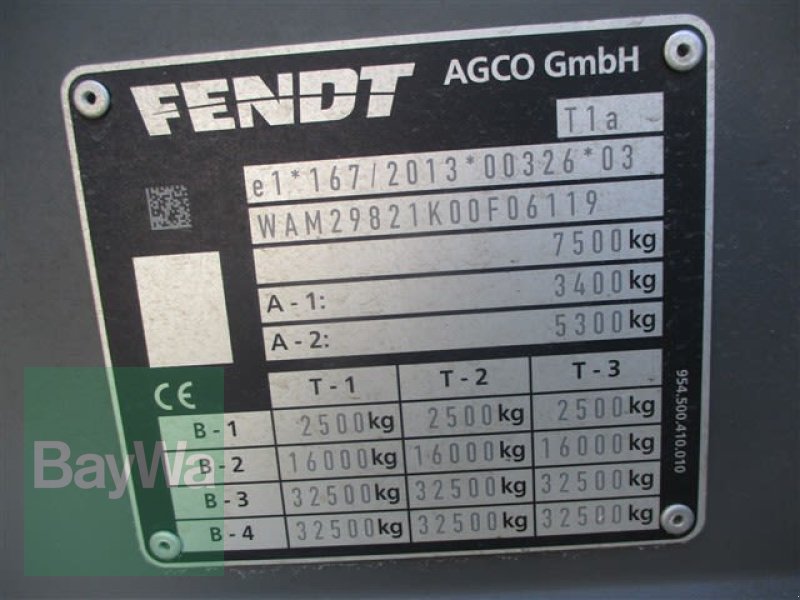 FENDT AGCO GmbH
T1a
e1*167/2013*00326*03
WAM29821K00F06119
7500kg
A - 1: 3400kg
A - 2: 5300kg
CE T - 1 T - 2 T - 3
B - 1 2500kg 2500kg 2500kg
B - 2 16000kg 16000kg 16000kg
B - 3 32500kg 32500kg 32500kg
B - 4 32500kg 32500kg 32500kg
954.500.410.010
BayWa